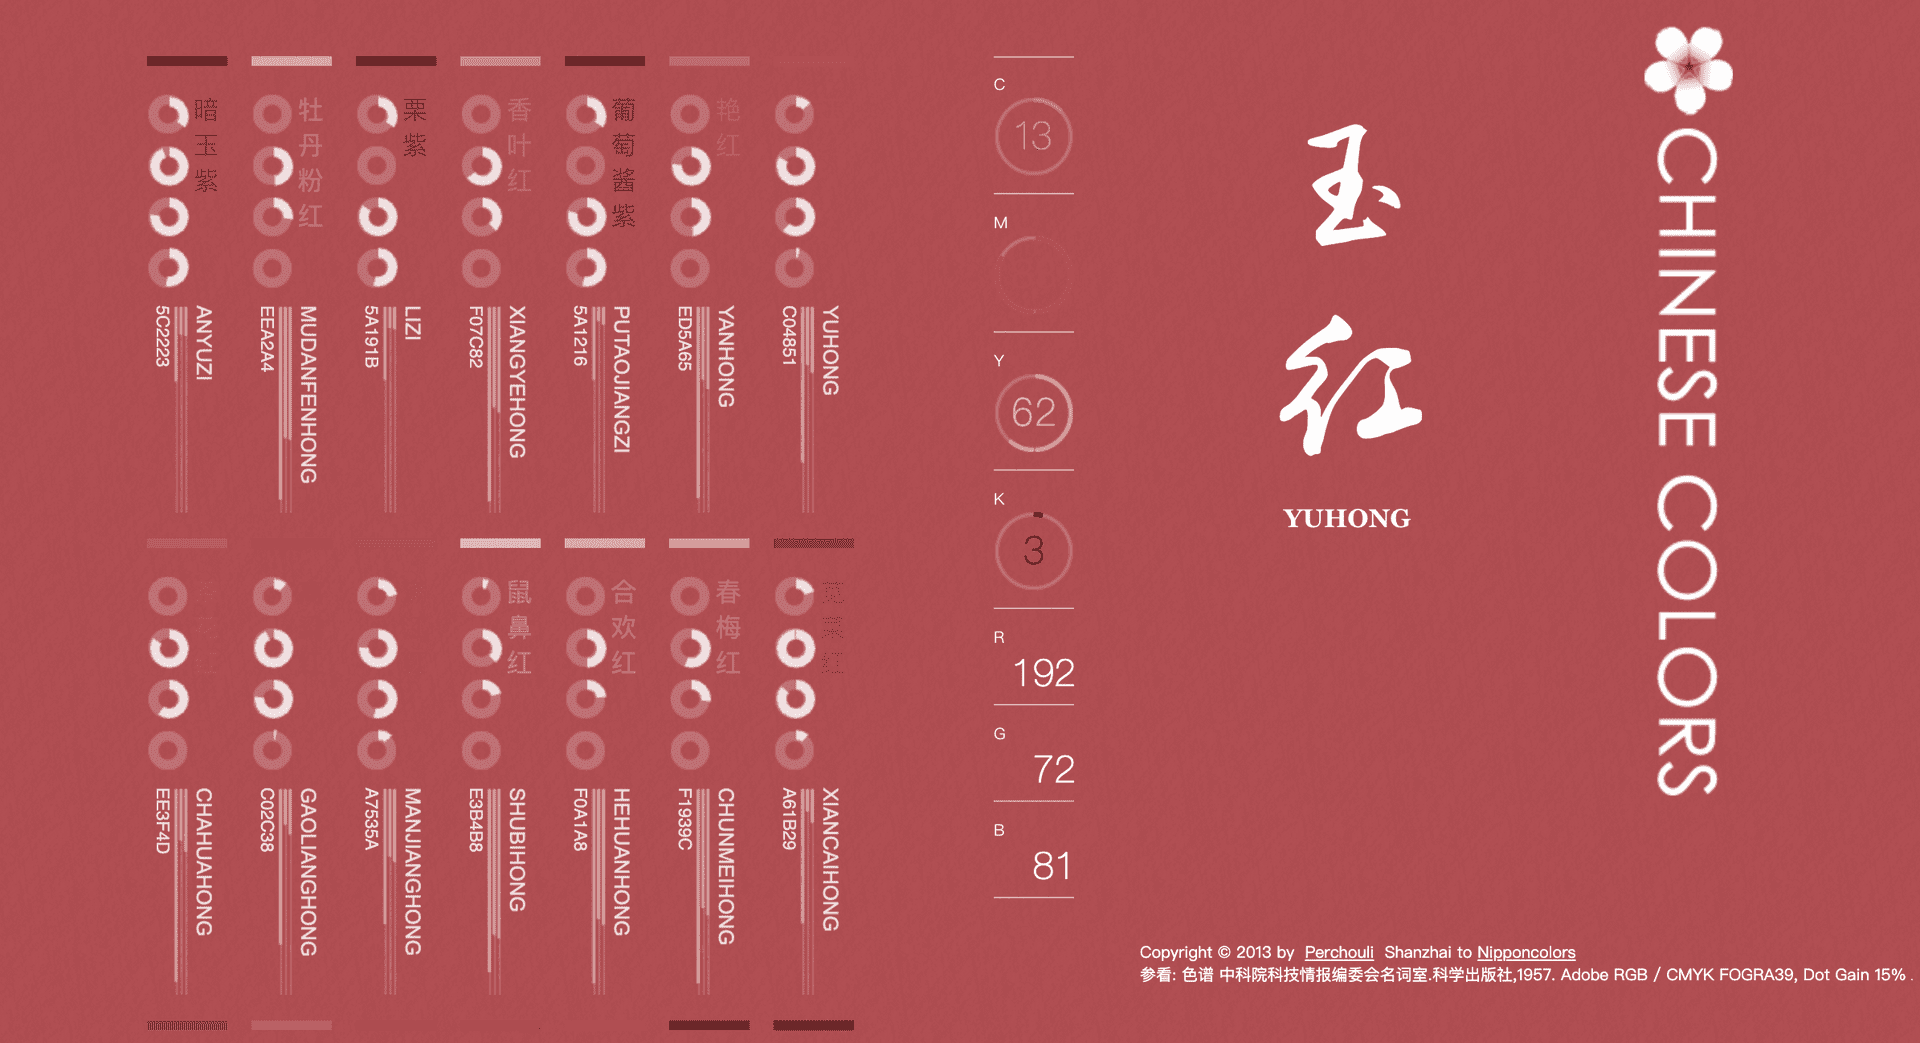 暗玉紫
ANYUZI
5C2223
牡丹粉红
MUDANFENHONG
EEA2A4
栗紫
LIZI
5A191B
香叶红
XIANGYEHONG
F07C82
葡萄酱紫
PUTAOJIANGZI
5A1216
艳红
YANHONG
ED5A65
YUHONG
C04851
CHAHUAHONG
EE3F4D
GAOLIANGHONG
C02C38
MANJIANGHONG
A7535A
鼠鼻红
SHUBIHONG
E3B4B8
合欢红
HEHUANHONG
F0A1A8
春梅红
CHUNMEIHONG
F1939C
苋菜红
XIANCAIHONG
A61B29
C
13
M
Y
62
K
3
R
192
G
72
B
81
玉红
YUHONG
CHINESE COLORS
Copyright © 2013 by Perchouli Shanzhai to Nipponcolors
参看: 色谱 中科院科技情报编委会名词室.科学出版社,1957. Adobe RGB / CMYK FOGRA39, Dot Gain 15% .